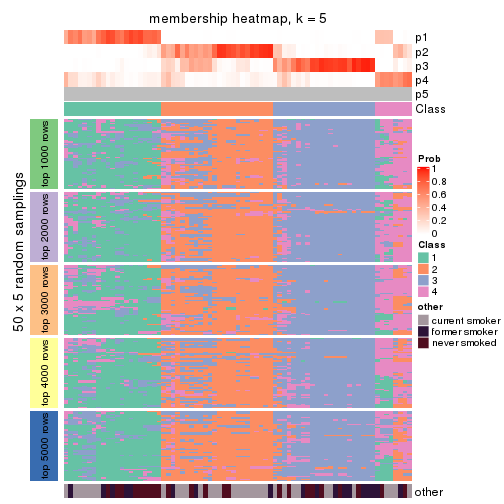 membership heatmap, k = 5
p1
p2
p3
p4
p5
Class
50 x 5 random samplings
top 1000 rows
top 2000 rows
top 3000 rows
top 4000 rows
top 5000 rows
other
Prob
1
0.8
0.6
0.4
0.2
0
Class
1
2
3
4
other
current smoker
former smoker
never smoked